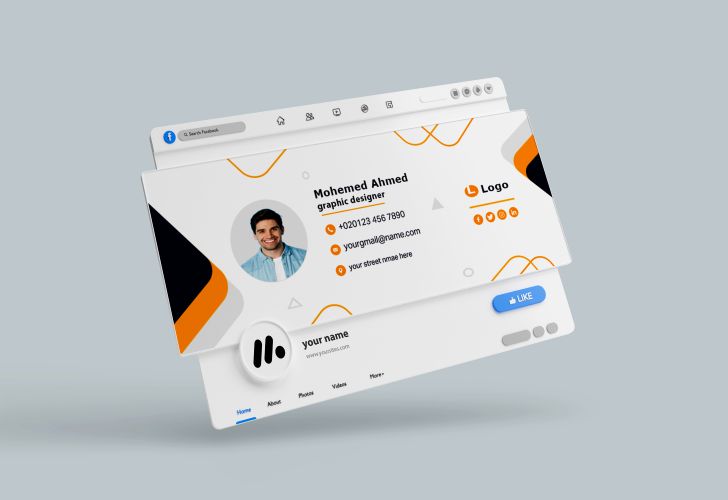 Search Facebook
Mohemed Ahmed
graphic designer
+020123 456 7890
yourgmail@name.com
your street nmae here
Logo
LIKE
your name
www.yoursites.com
Home
About
Photos
Videos
More